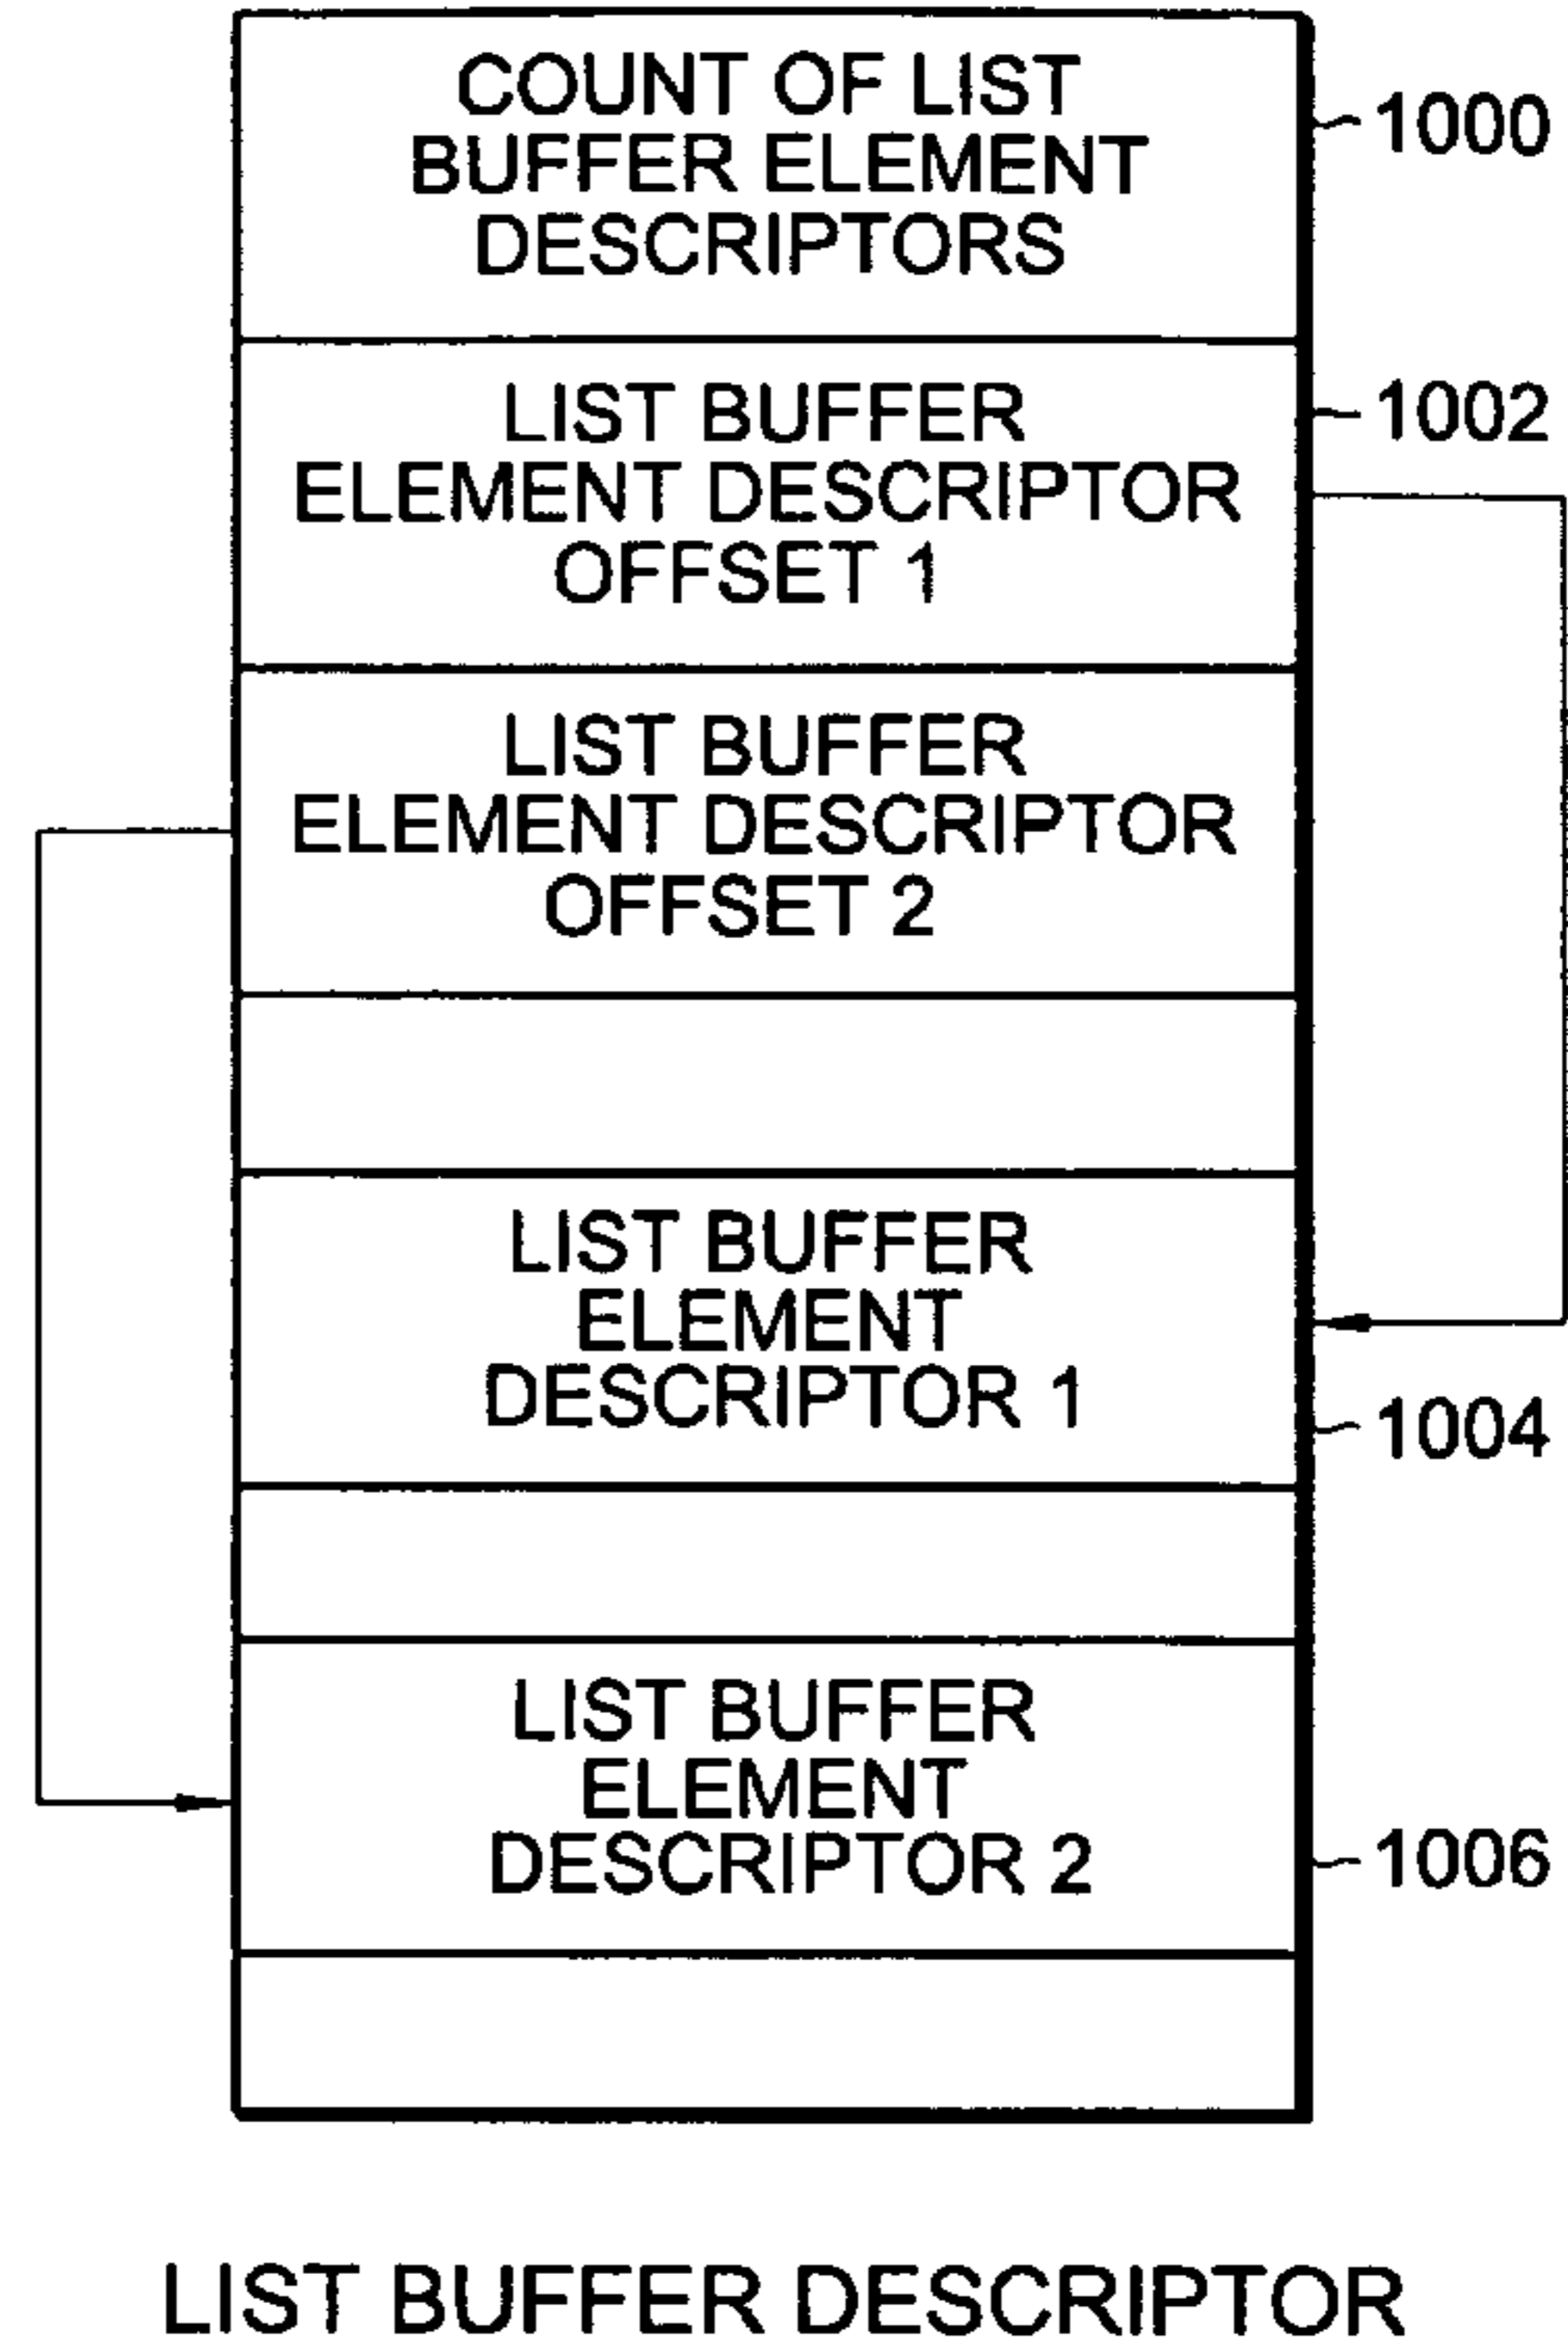 COUNT OF LIST
BUFFER ELEMENT
DESCRIPTORS
1000
LIST BUFFER
ELEMENT DESCRIPTOR
OFFSET 1
1002
LIST BUFFER
ELEMENT DESCRIPTOR
OFFSET 2
LIST BUFFER
ELEMENT
DESCRIPTOR 1
1004
LIST BUFFER
ELEMENT
DESCRIPTOR 2
1006
LIST BUFFER DESCRIPTOR